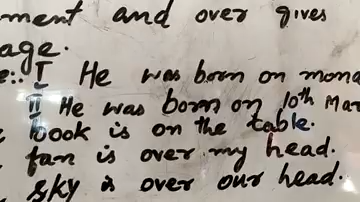 ment and over gives
age.
e:. I He was born on mona
II He was born on 10th Mar
book is on the table.
fan is over my head.
sky is over our head.